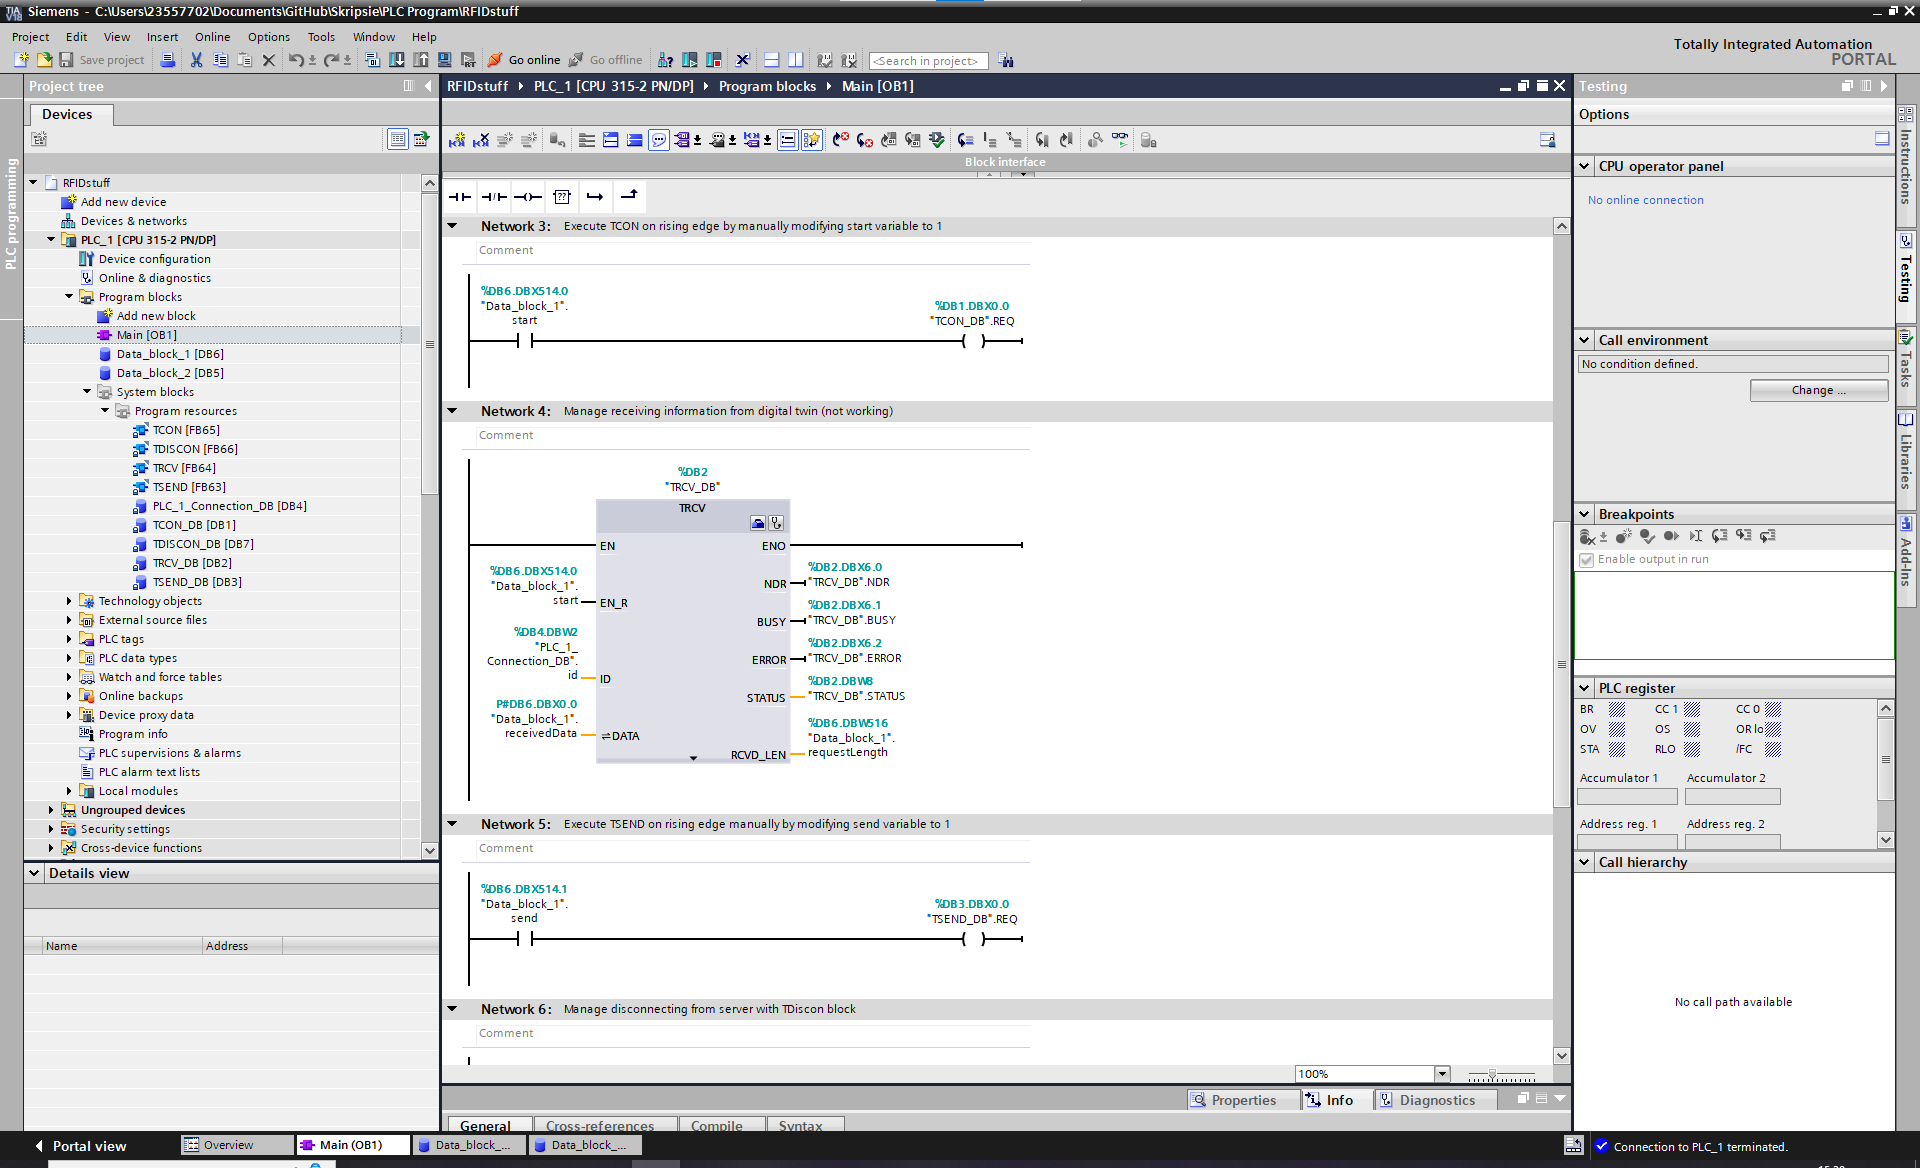 Siemens - C:\Users\23557702\Documents\GitHub\Skripsie\PLC Program\RFIDstuff
Project Edit View Insert Online Options Tools Window Help
Save project
Go online
Go offline
<Search in project>
Totally Integrated Automation
PORTAL
Project tree
RFIDstuff
PLC_1 [CPU 315-2 PN/DP]
Program blocks
Main [OB1]
Testing
Devices
Options
PLC programming
RFIDstuff
Add new device
Devices & networks
PLC_1 [CPU 315-2 PN/DP]
Device configuration
Online & diagnostics
Program blocks
Add new block
Main [OB1]
Data_block_1 [DB6]
Data_block_2 [DB5]
System blocks
Program resources
TCON [FB65]
TDISCON [FB66]
TRCV [FB64]
TSEND [FB63]
PLC_1_Connection_DB [DB4]
TCON_DB [DB1]
TDISCON_DB [DB7]
TRCV_DB [DB2]
TSEND_DB [DB3]
Technology objects
External source files
PLC tags
PLC data types
Watch and force tables
Online backups
Device proxy data
Program info
PLC supervisions & alarms
PLC alarm text lists
Local modules
Ungrouped devices
Security settings
Cross-device functions
Details view
Name
Address
Block interface
Network 3: Execute TCON on rising edge by manually modifying start variable to 1
Comment
%DB6.DBX514.0
"Data_block_1".
start
%DB1.DBX0.0
"TCON_DB".REQ
Network 4: Manage receiving information from digital twin (not working)
Comment
%DB2
"TRCV_DB"
TRCV
EN
ENO
%DB6.DBX514.0
"Data_block_1".
start
EN_R
%DB4.DBW2
"PLC_1_
Connection_DB".
id
ID
P#DB6.DBX0.0
"Data_block_1".
receivedData
DATA
NDR
%DB2.DBX6.0
"TRCV_DB".NDR
BUSY
%DB2.DBX6.1
"TRCV_DB".BUSY
ERROR
%DB2.DBX6.2
"TRCV_DB".ERROR
STATUS
%DB2.DBW8
"TRCV_DB".STATUS
RCVD_LEN
%DB6.DBW516
"Data_block_1".
requestLength
Network 5: Execute TSEND on rising edge manually by modifying send variable to 1
Comment
%DB6.DBX514.1
"Data_block_1".
send
%DB3.DBX0.0
"TSEND_DB".REQ
Network 6: Manage disconnecting from server with TDiscon block
Comment
100%
Properties
Info
Diagnostics
General
Cross-references
Compile
Syntax
CPU operator panel
No online connection
Call environment
No condition defined.
Change ...
Breakpoints
Enable output in run
PLC register
BR CC 1 CC 0
OV OS OR lo
STA RLO /FC
Accumulator 1 Accumulator 2
Address reg. 1 Address reg. 2
Call hierarchy
No call path available
Instructions
Testing
Tasks
Libraries
Add-Ins
Portal view
Overview
Main (OB1)
Data_block_...
Data_block_...
Connection to PLC_1 terminated.